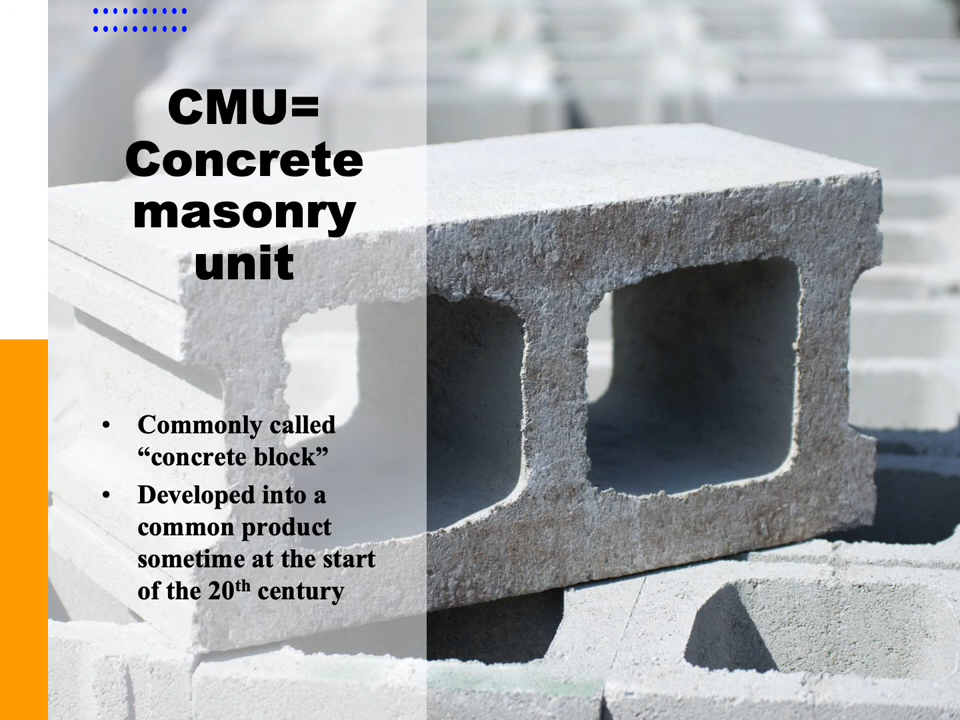 CMU=
Concrete
masonry
unit
• Commonly called
“concrete block”
• Developed into a
common product
sometime at the start
of the 20th century